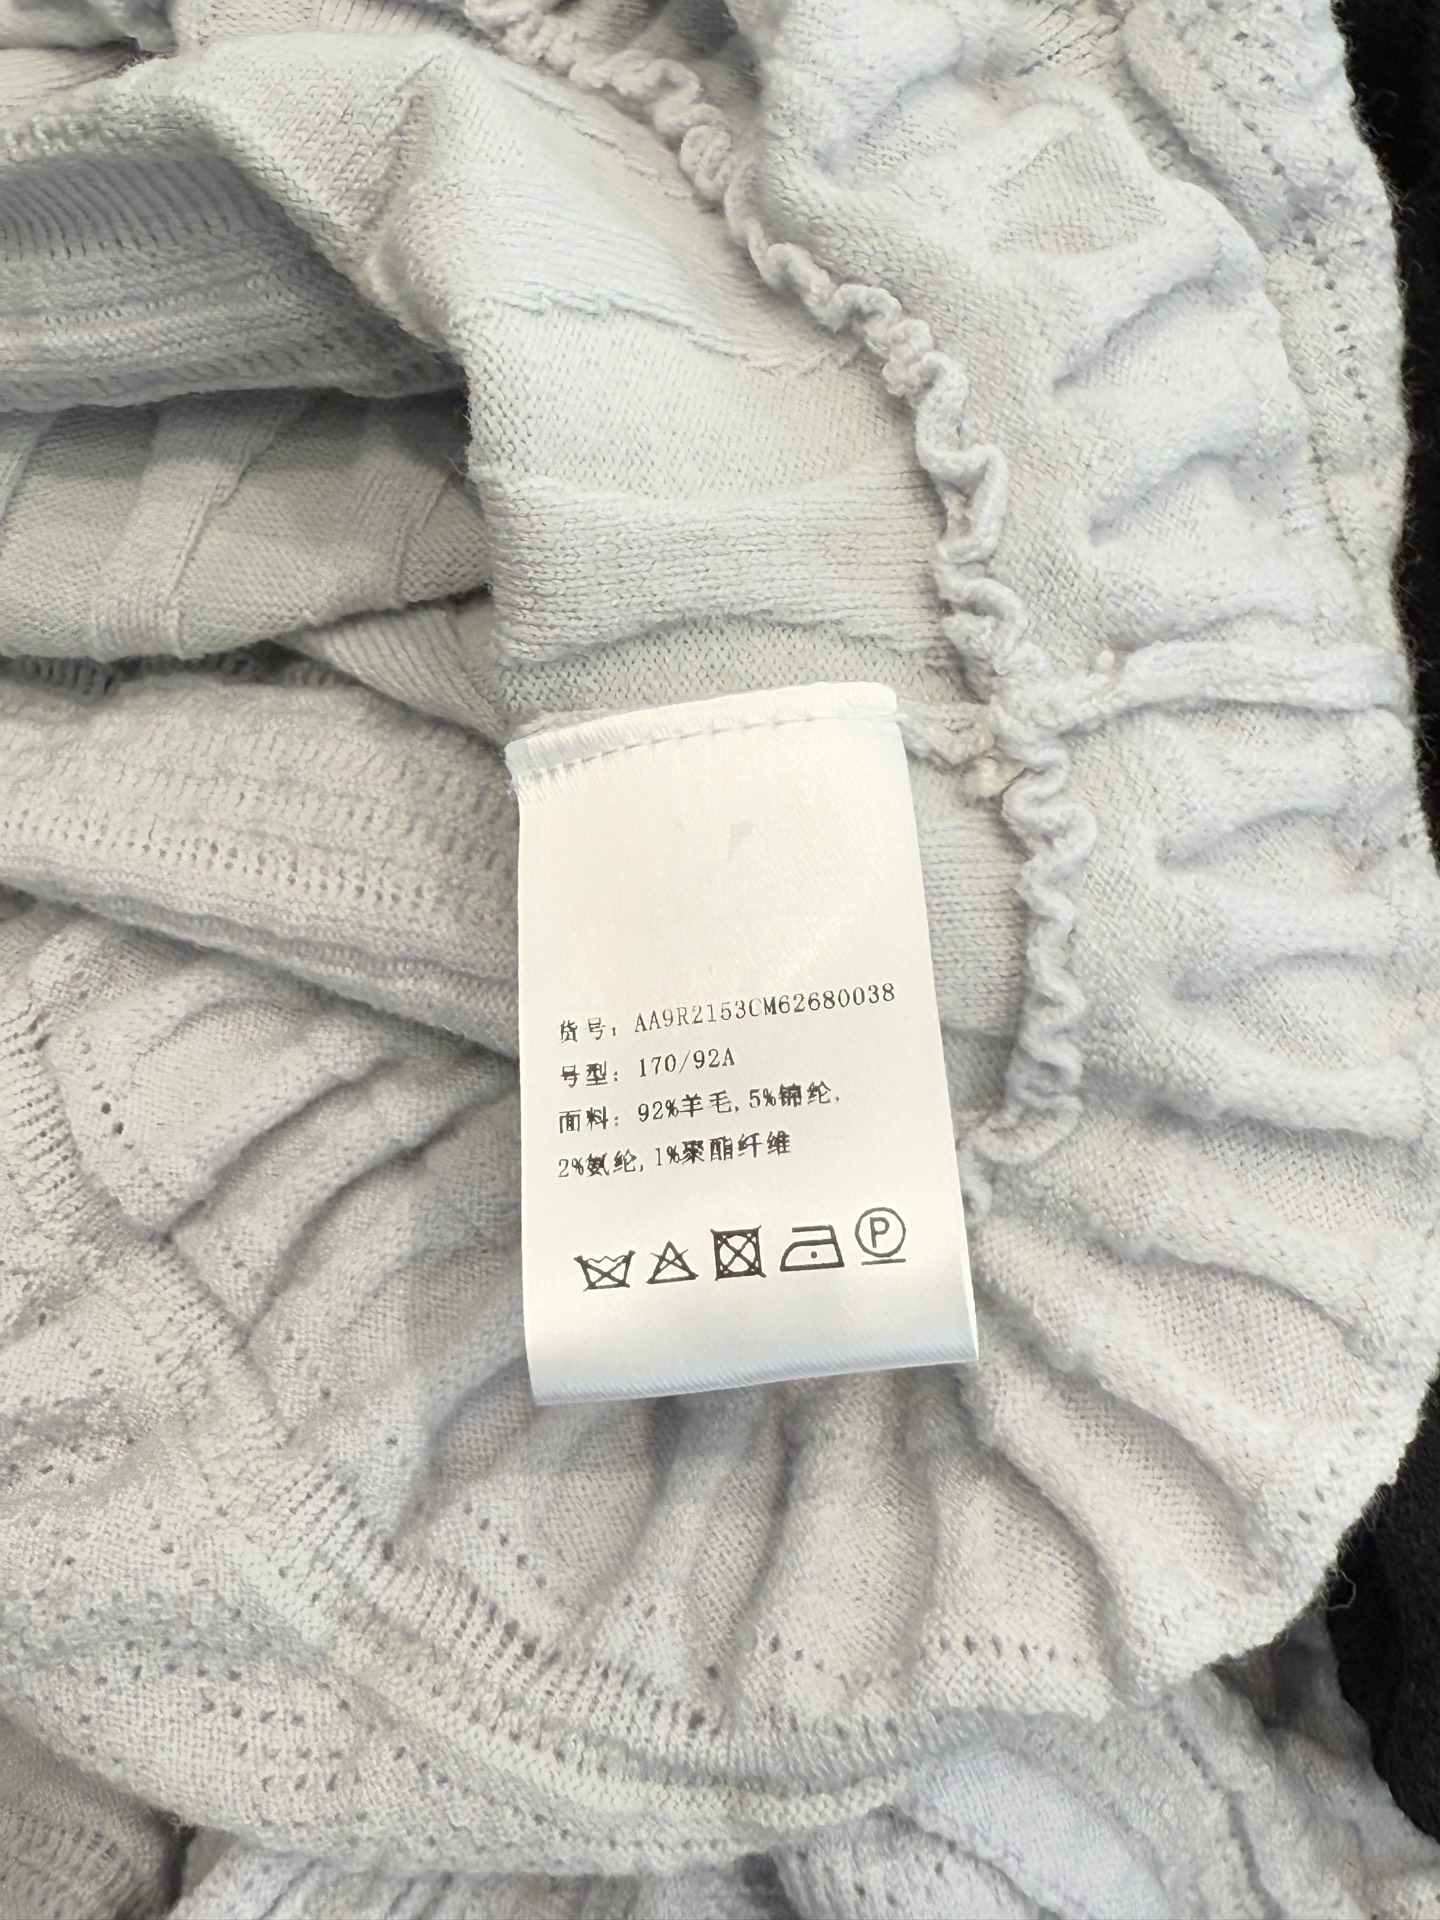 货号: AA9R2153CM62680038
号型: 170/92A
面料: 92%羊毛, 5%锦纶,
2%氨纶, 1%聚酯纤维
P